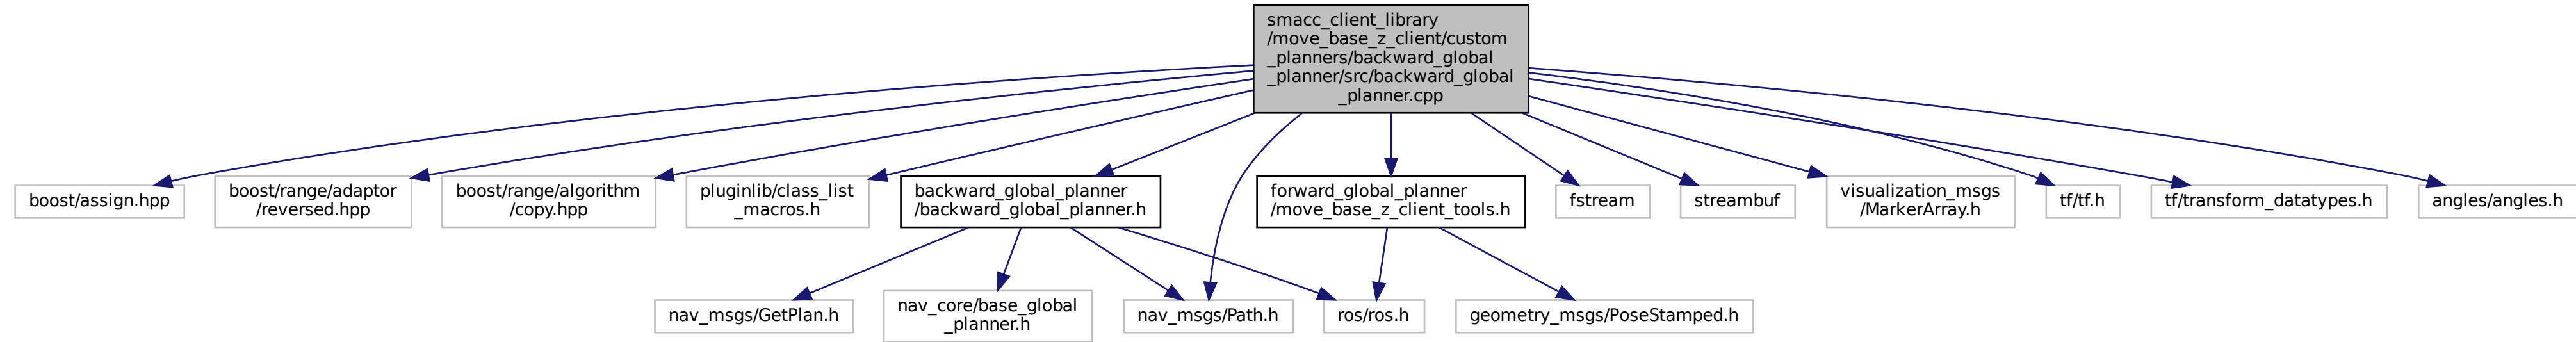 smacc_client_library
/move_base_z_client/custom
_planners/backward_global
_planner/src/backward_global
_planner.cpp
boost/assign.hpp
boost/range/adaptor
/reversed.hpp
boost/range/algorithm
/copy.hpp
pluginlib/class_list
_macros.h
backward_global_planner
/backward_global_planner.h
forward_global_planner
/move_base_z_client_tools.h
fstream
streambuf
visualization_msgs
/MarkerArray.h
tf/tf.h
tf/transform_datatypes.h
angles/angles.h
nav_msgs/GetPlan.h
nav_core/base_global
_planner.h
nav_msgs/Path.h
ros/ros.h
geometry_msgs/PoseStamped.h